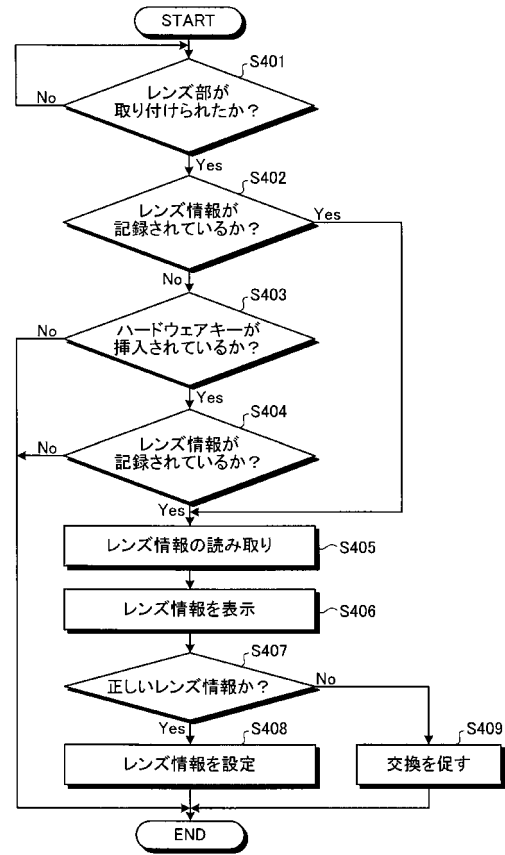 START
S401
レンズ部が
取り付けられたか？
No
Yes
S402
レンズ情報が
記録されているか？
Yes
No
S403
ハードウェアキーが
挿入されているか？
No
Yes
S404
レンズ情報が
記録されているか？
No
Yes
レンズ情報の読み取り
S405
レンズ情報を表示
S406
S407
正しいレンズ情報か？
No
Yes
S408
レンズ情報を設定
S409
交換を促す
END